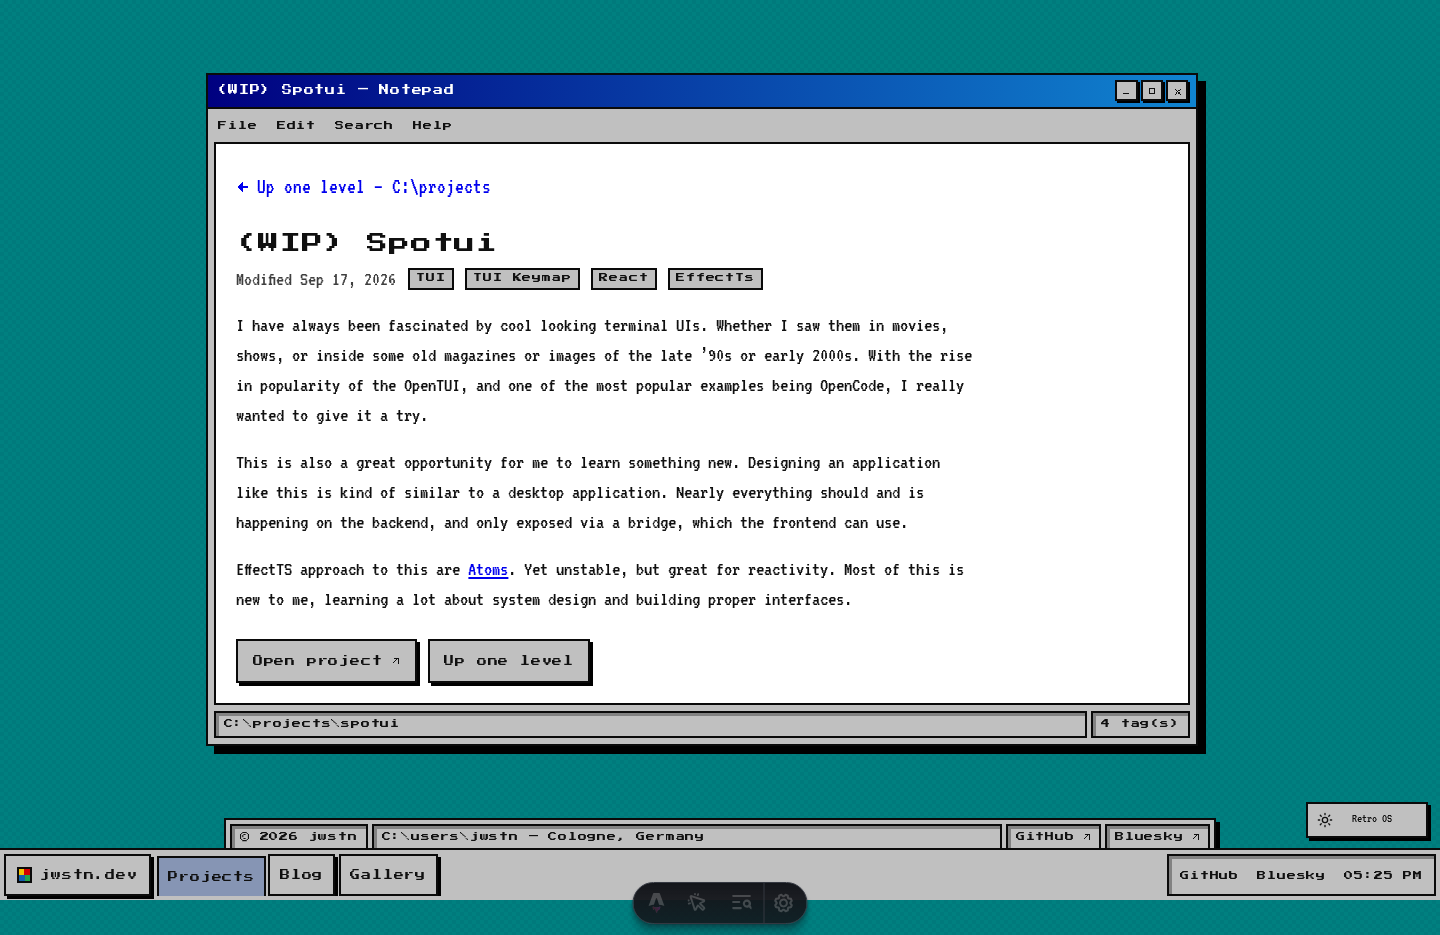 (WIP) Spotui — Notepad
File Edit Search Help
← Up one level — C:\projects
(WIP) Spotui
Modified Sep 17, 2026 TUI TUI Keymap React EffectTs
I have always been fascinated by cool looking terminal UIs. Whether I saw them in movies,
shows, or inside some old magazines or images of the late ’90s or early 2000s. With the rise
in popularity of the OpenTUI, and one of the most popular examples being OpenCode, I really
wanted to give it a try.
This is also a great opportunity for me to learn something new. Designing an application
like this is kind of similar to a desktop application. Nearly everything should and is
happening on the backend, and only exposed via a bridge, which the frontend can use.
EffectTS approach to this are Atoms. Yet unstable, but great for reactivity. Most of this is
new to me, learning a lot about system design and building proper interfaces.
Open project ↗ Up one level
C:\projects\spotui 4 tag(s)
Retro OS
© 2026 jwstn C:\users\jwstn — Cologne, Germany GitHub ↗ Bluesky ↗
jwstn.dev Projects Blog Gallery GitHub Bluesky 05:25 PM